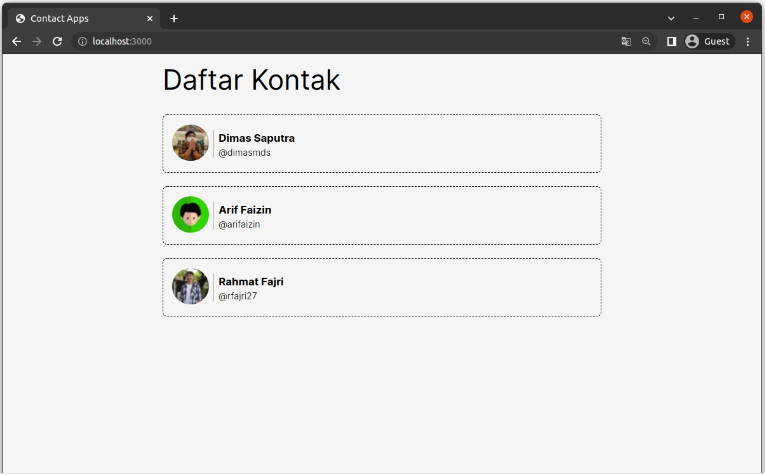 Contact Apps
localhost:3000
Guest
Daftar Kontak
Dimas Saputra
@dimasmds
Arif Faizin
@arifaizin
Rahmat Fajri
@rfajri27